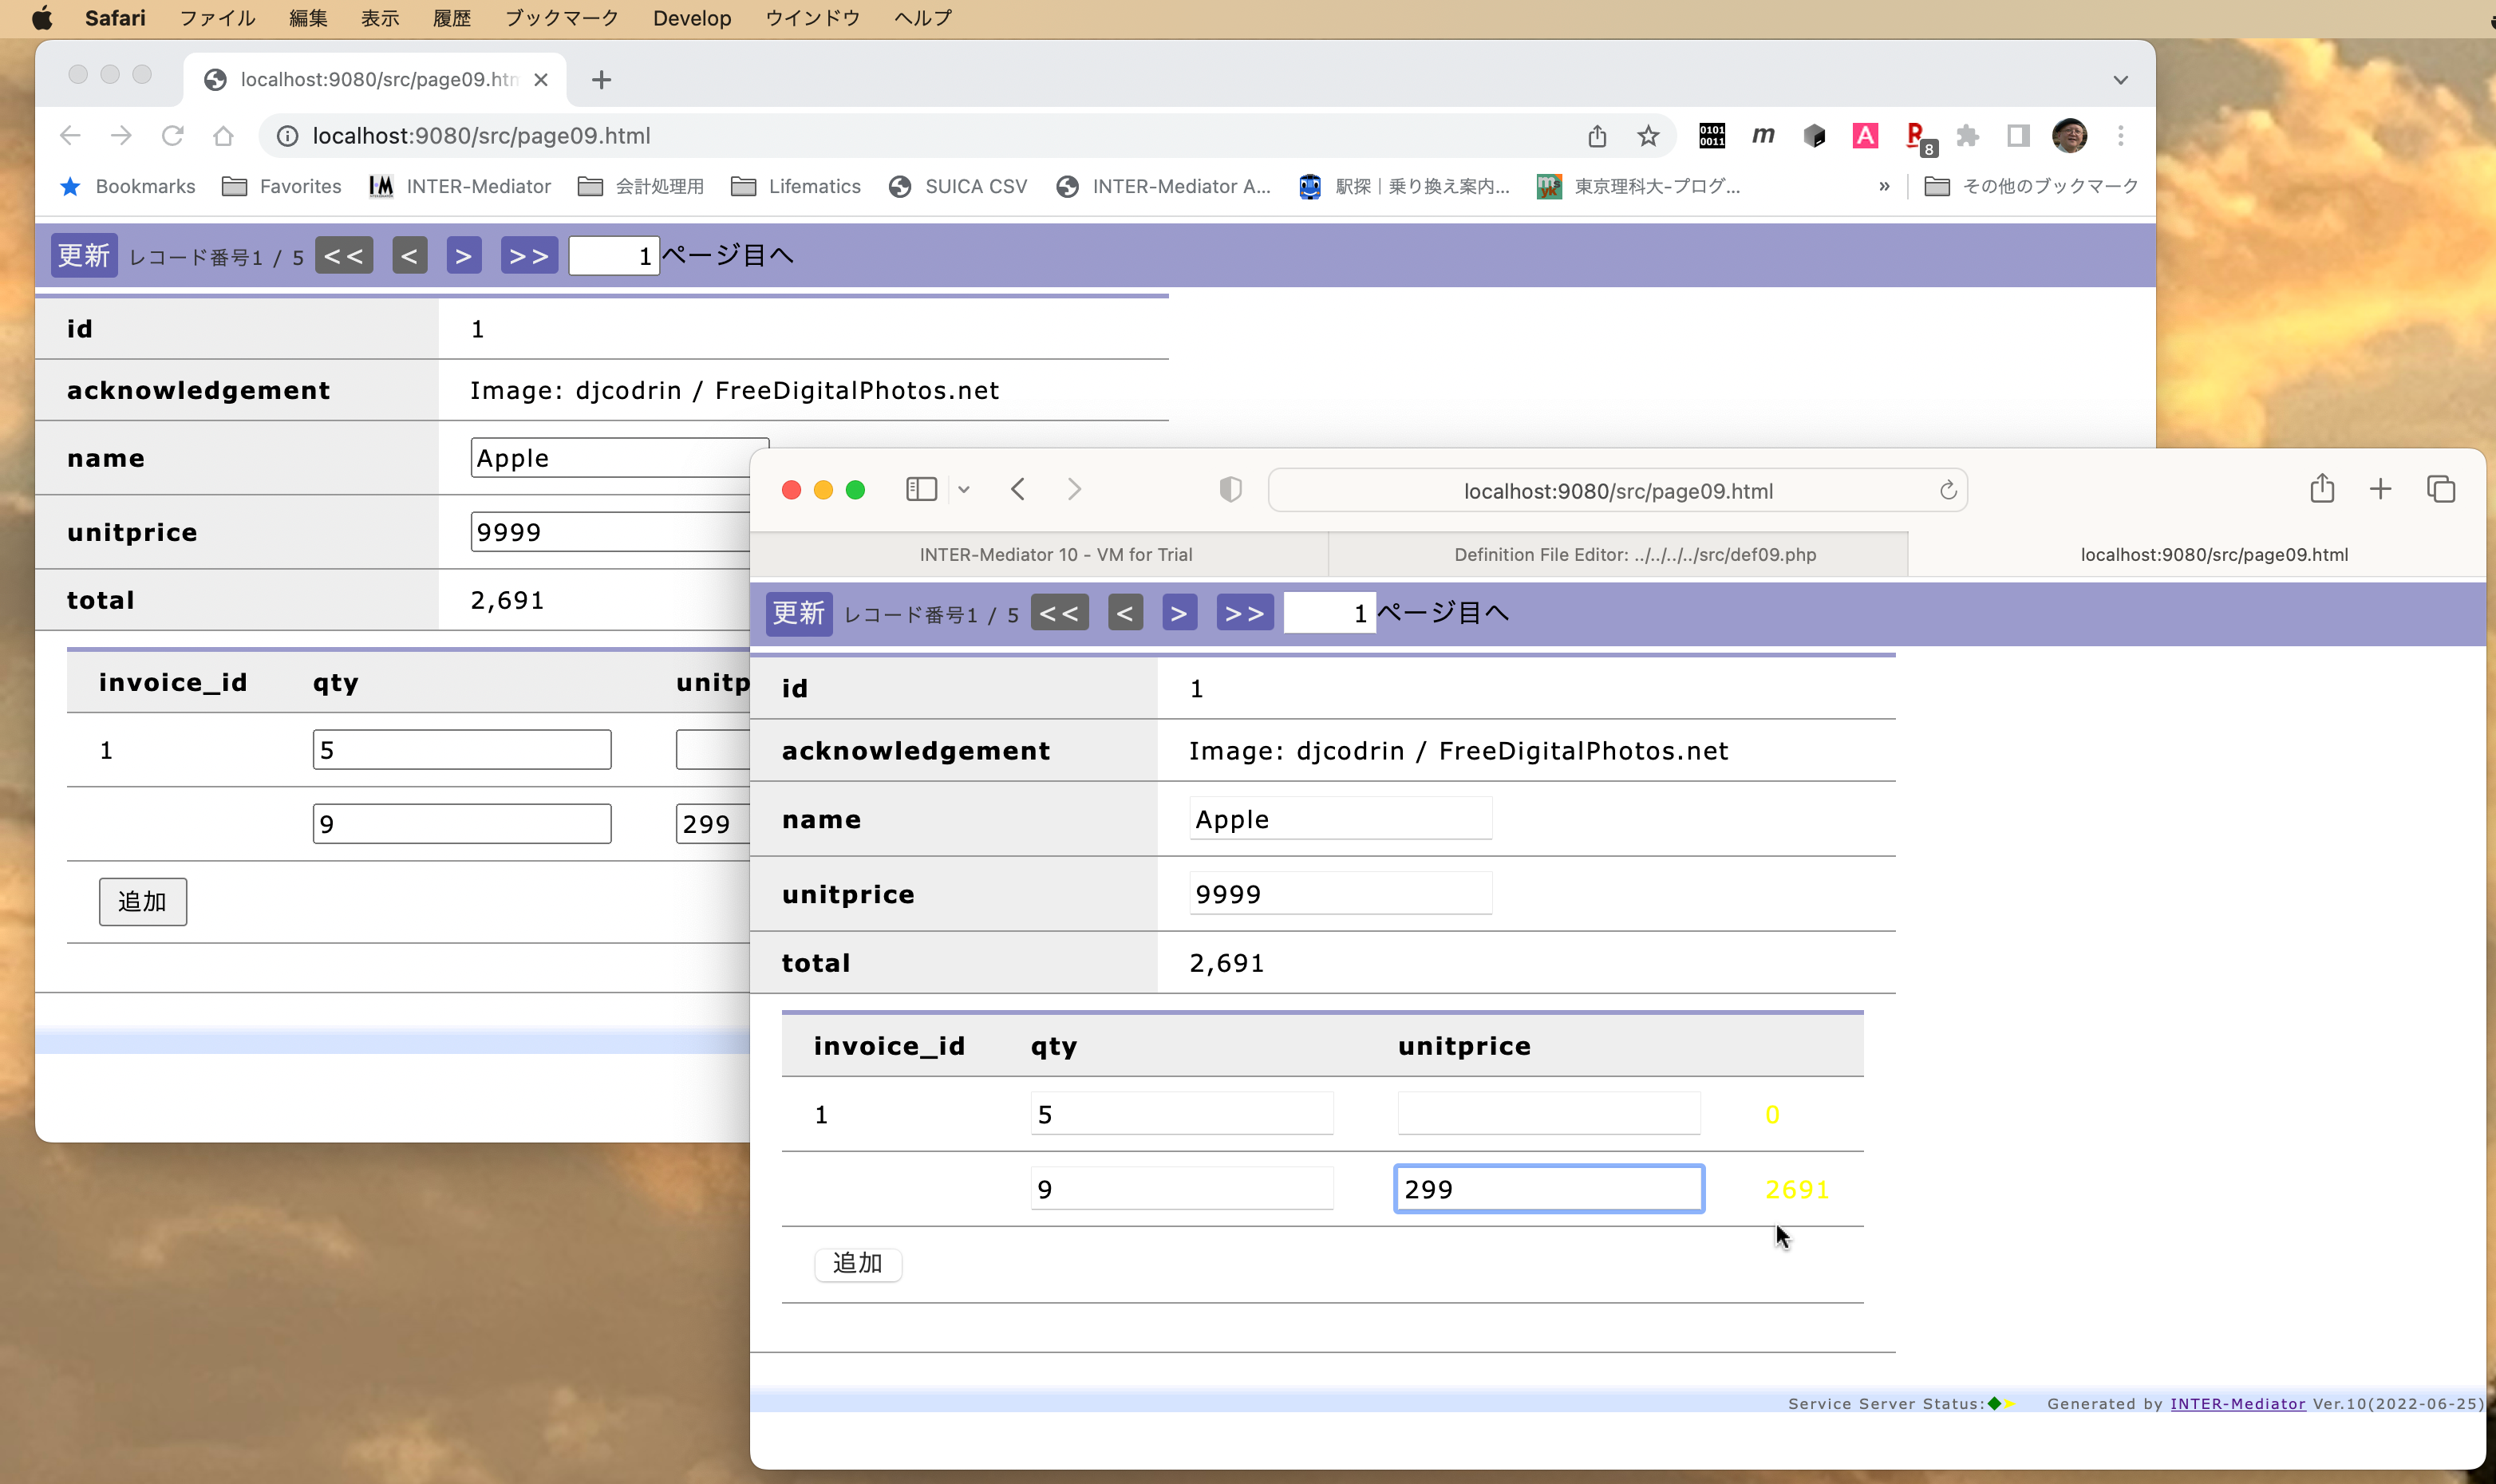 Safari ファイル 編集 表示 履歴 ブックマーク Develop ウインドウ ヘルプ
localhost:9080/src/page09.htm
localhost:9080/src/page09.html
0101
0011
m
A
R
8
Bookmarks Favorites INTER-Mediator 会計処理用 Lifematics SUICA CSV INTER-Mediator A... 駅探｜乗り換え案内... 東京理科大-プログ... » その他のブックマーク
更新 レコード番号1 / 5 << < > >> 1 ページ目へ
id 1
acknowledgement Image: djcodrin / FreeDigitalPhotos.net
name Apple
unitprice 9999
total 2,691
invoice_id qty unitp
1 5
9 299
追加
localhost:9080/src/page09.html
INTER-Mediator 10 - VM for Trial
Definition File Editor: ../../../../src/def09.php
localhost:9080/src/page09.html
更新 レコード番号1 / 5 << < > >> 1 ページ目へ
id 1
acknowledgement Image: djcodrin / FreeDigitalPhotos.net
name Apple
unitprice 9999
total 2,691
invoice_id qty unitprice
1 5 0
9 299 2691
追加
Service Server Status: Generated by INTER-Mediator Ver.10(2022-06-25)